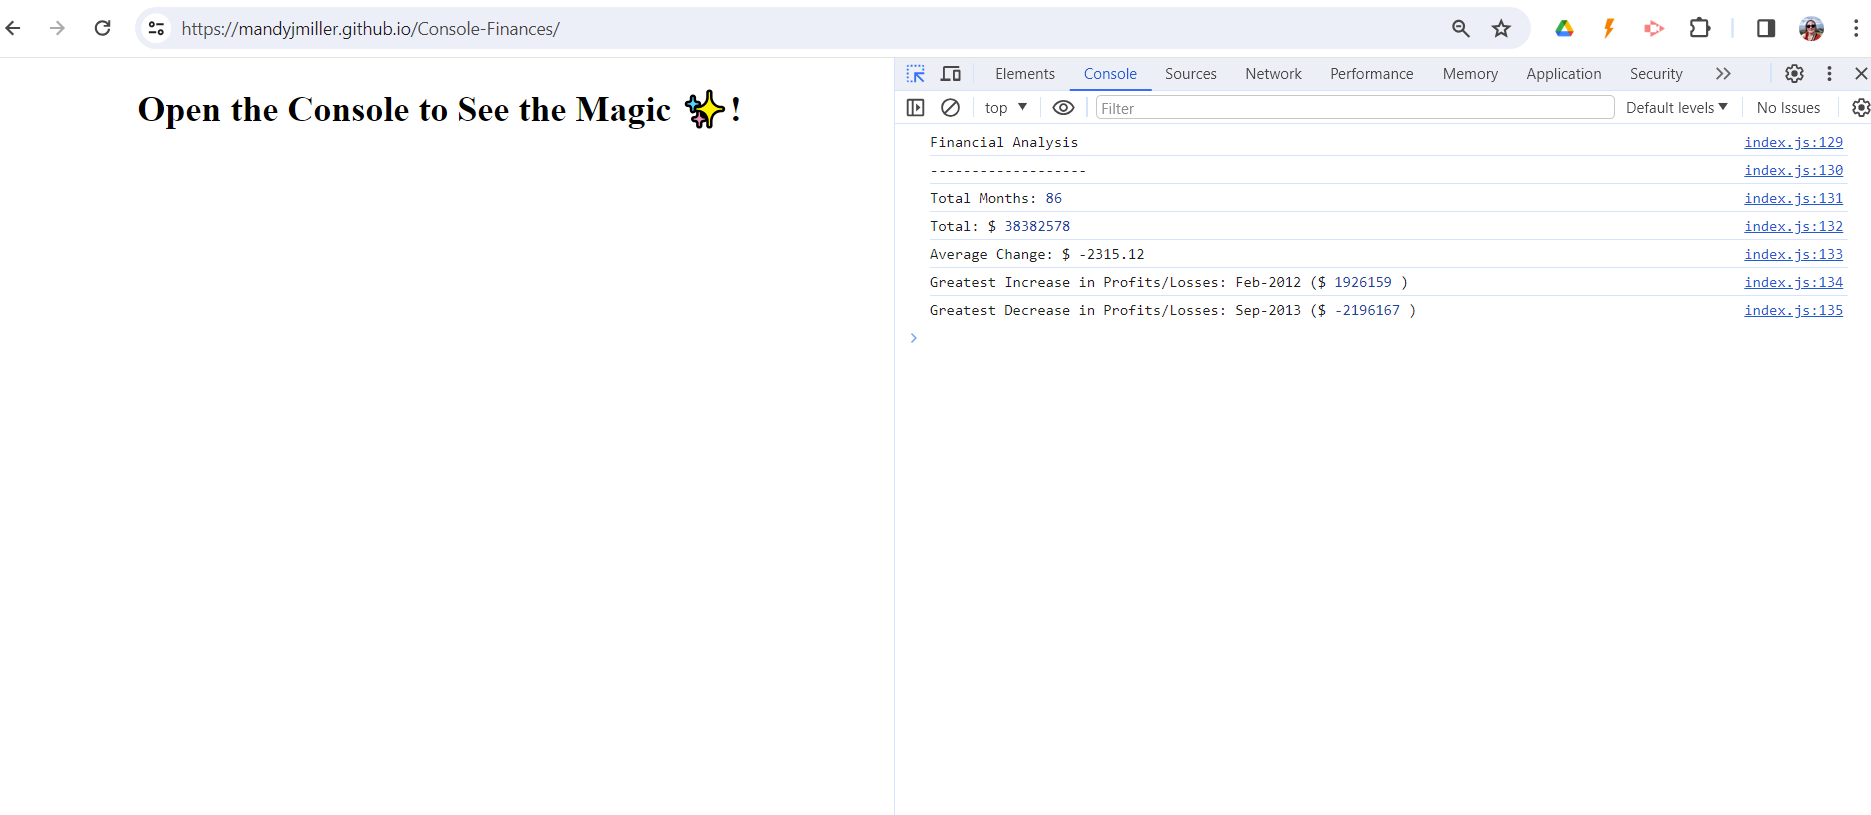 https://mandyjmiller.github.io/Console-Finances/
Open the Console to See the Magic ✨!
Elements Console Sources Network Performance Memory Application Security
top Filter Default levels No Issues
Financial Analysis index.js:129
------------------- index.js:130
Total Months: 86 index.js:131
Total: $ 38382578 index.js:132
Average Change: $ -2315.12 index.js:133
Greatest Increase in Profits/Losses: Feb-2012 ($ 1926159 ) index.js:134
Greatest Decrease in Profits/Losses: Sep-2013 ($ -2196167 ) index.js:135